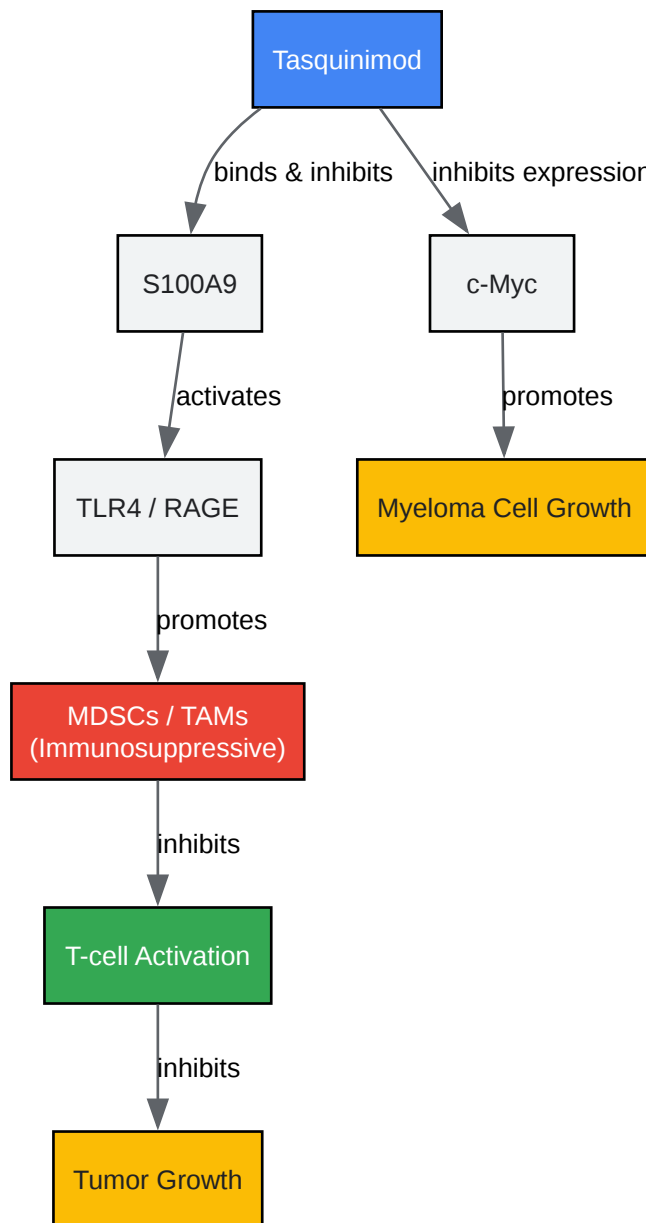 Tasquinimod
binds & inhibits
inhibits expression
S100A9
c-Myc
activates
promotes
TLR4 / RAGE
Myeloma Cell Growth
promotes
MDSCs / TAMs
(Immunosuppressive)
inhibits
T-cell Activation
inhibits
Tumor Growth